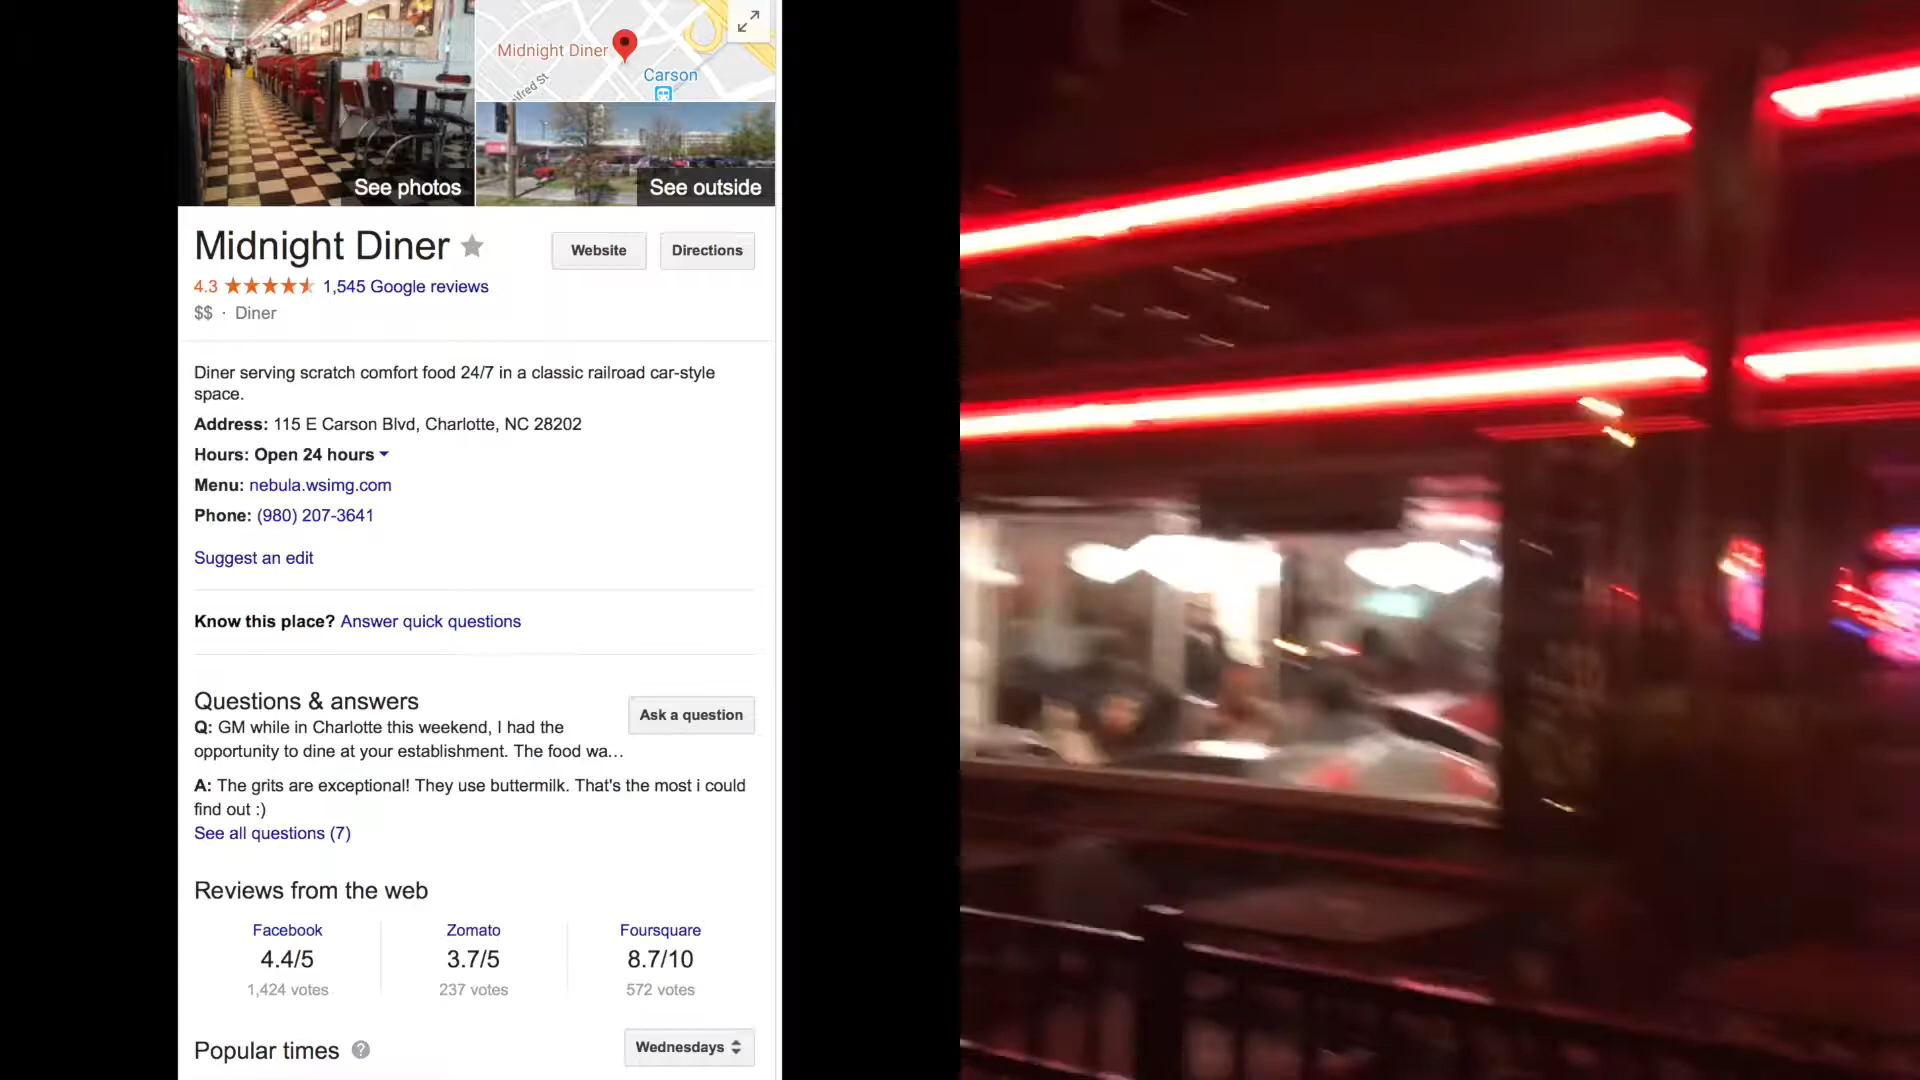 Midnight Diner
Carson
See photos
See outside
Midnight Diner
Website
Directions
4.3
1,545 Google reviews
$$ · Diner
Diner serving scratch comfort food 24/7 in a classic railroad car-style
space.
Address: 115 E Carson Blvd, Charlotte, NC 28202
Hours: Open 24 hours
Menu: nebula.wsimg.com
Phone: (980) 207-3641
Suggest an edit
Know this place? Answer quick questions
Questions & answers
Ask a question
Q: GM while in Charlotte this weekend, I had the
opportunity to dine at your establishment. The food wa...
A: The grits are exceptional! They use buttermilk. That's the most i could
find out :)
See all questions (7)
Reviews from the web
Facebook
4.4/5
1,424 votes
Zomato
3.7/5
237 votes
Foursquare
8.7/10
572 votes
Popular times
?
Wednesdays